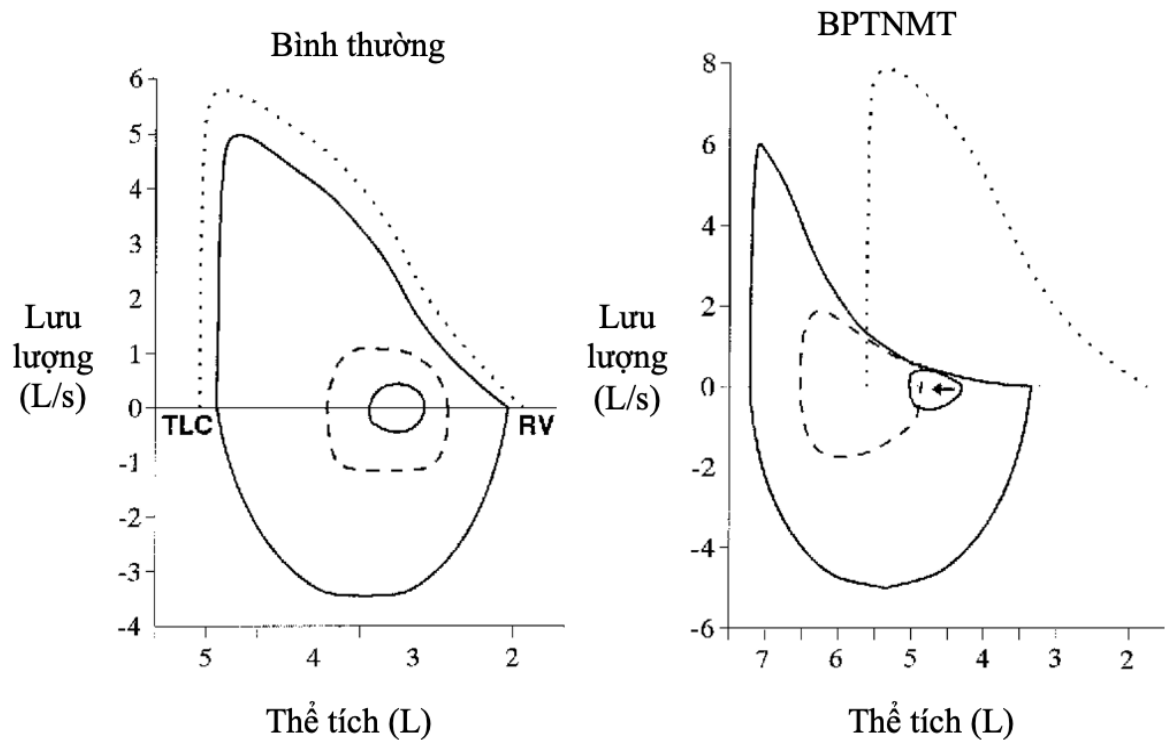 Bình thường
6
5
4
3
2
1
0
-1
-2
-3
-4
Lưu
lượng
(L/s)
TLC
RV
5
4
3
2
Thể tích (L)
BPTNMT
8
6
4
2
0
-2
-4
-6
Lưu
lượng
(L/s)
7
6
5
4
3
2
Thể tích (L)